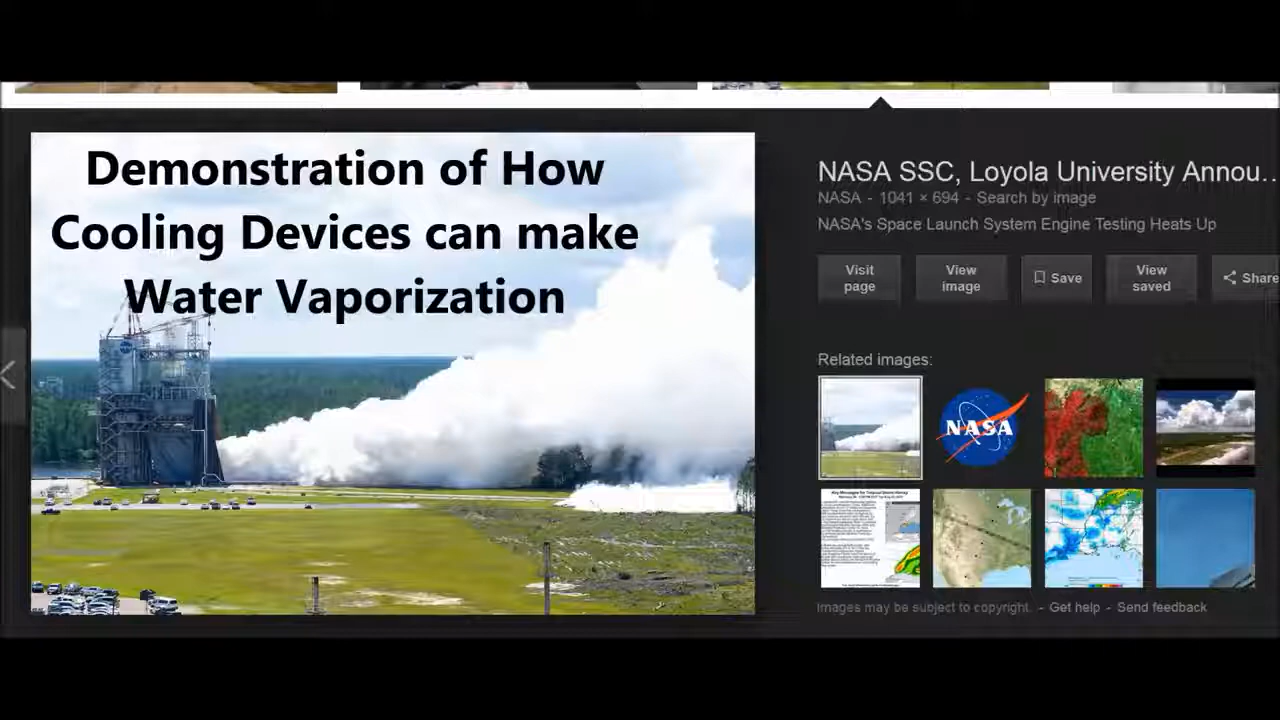 Demonstration of How
Cooling Devices can make
Water Vaporization
NASA SSC, Loyola University Annou...
NASA - 1041 × 694 - Search by image
NASA's Space Launch System Engine Testing Heats Up
Visit page
View image
Save
View saved
Share
Related images:
NASA
Images may be subject to copyright. - Get help - Send feedback